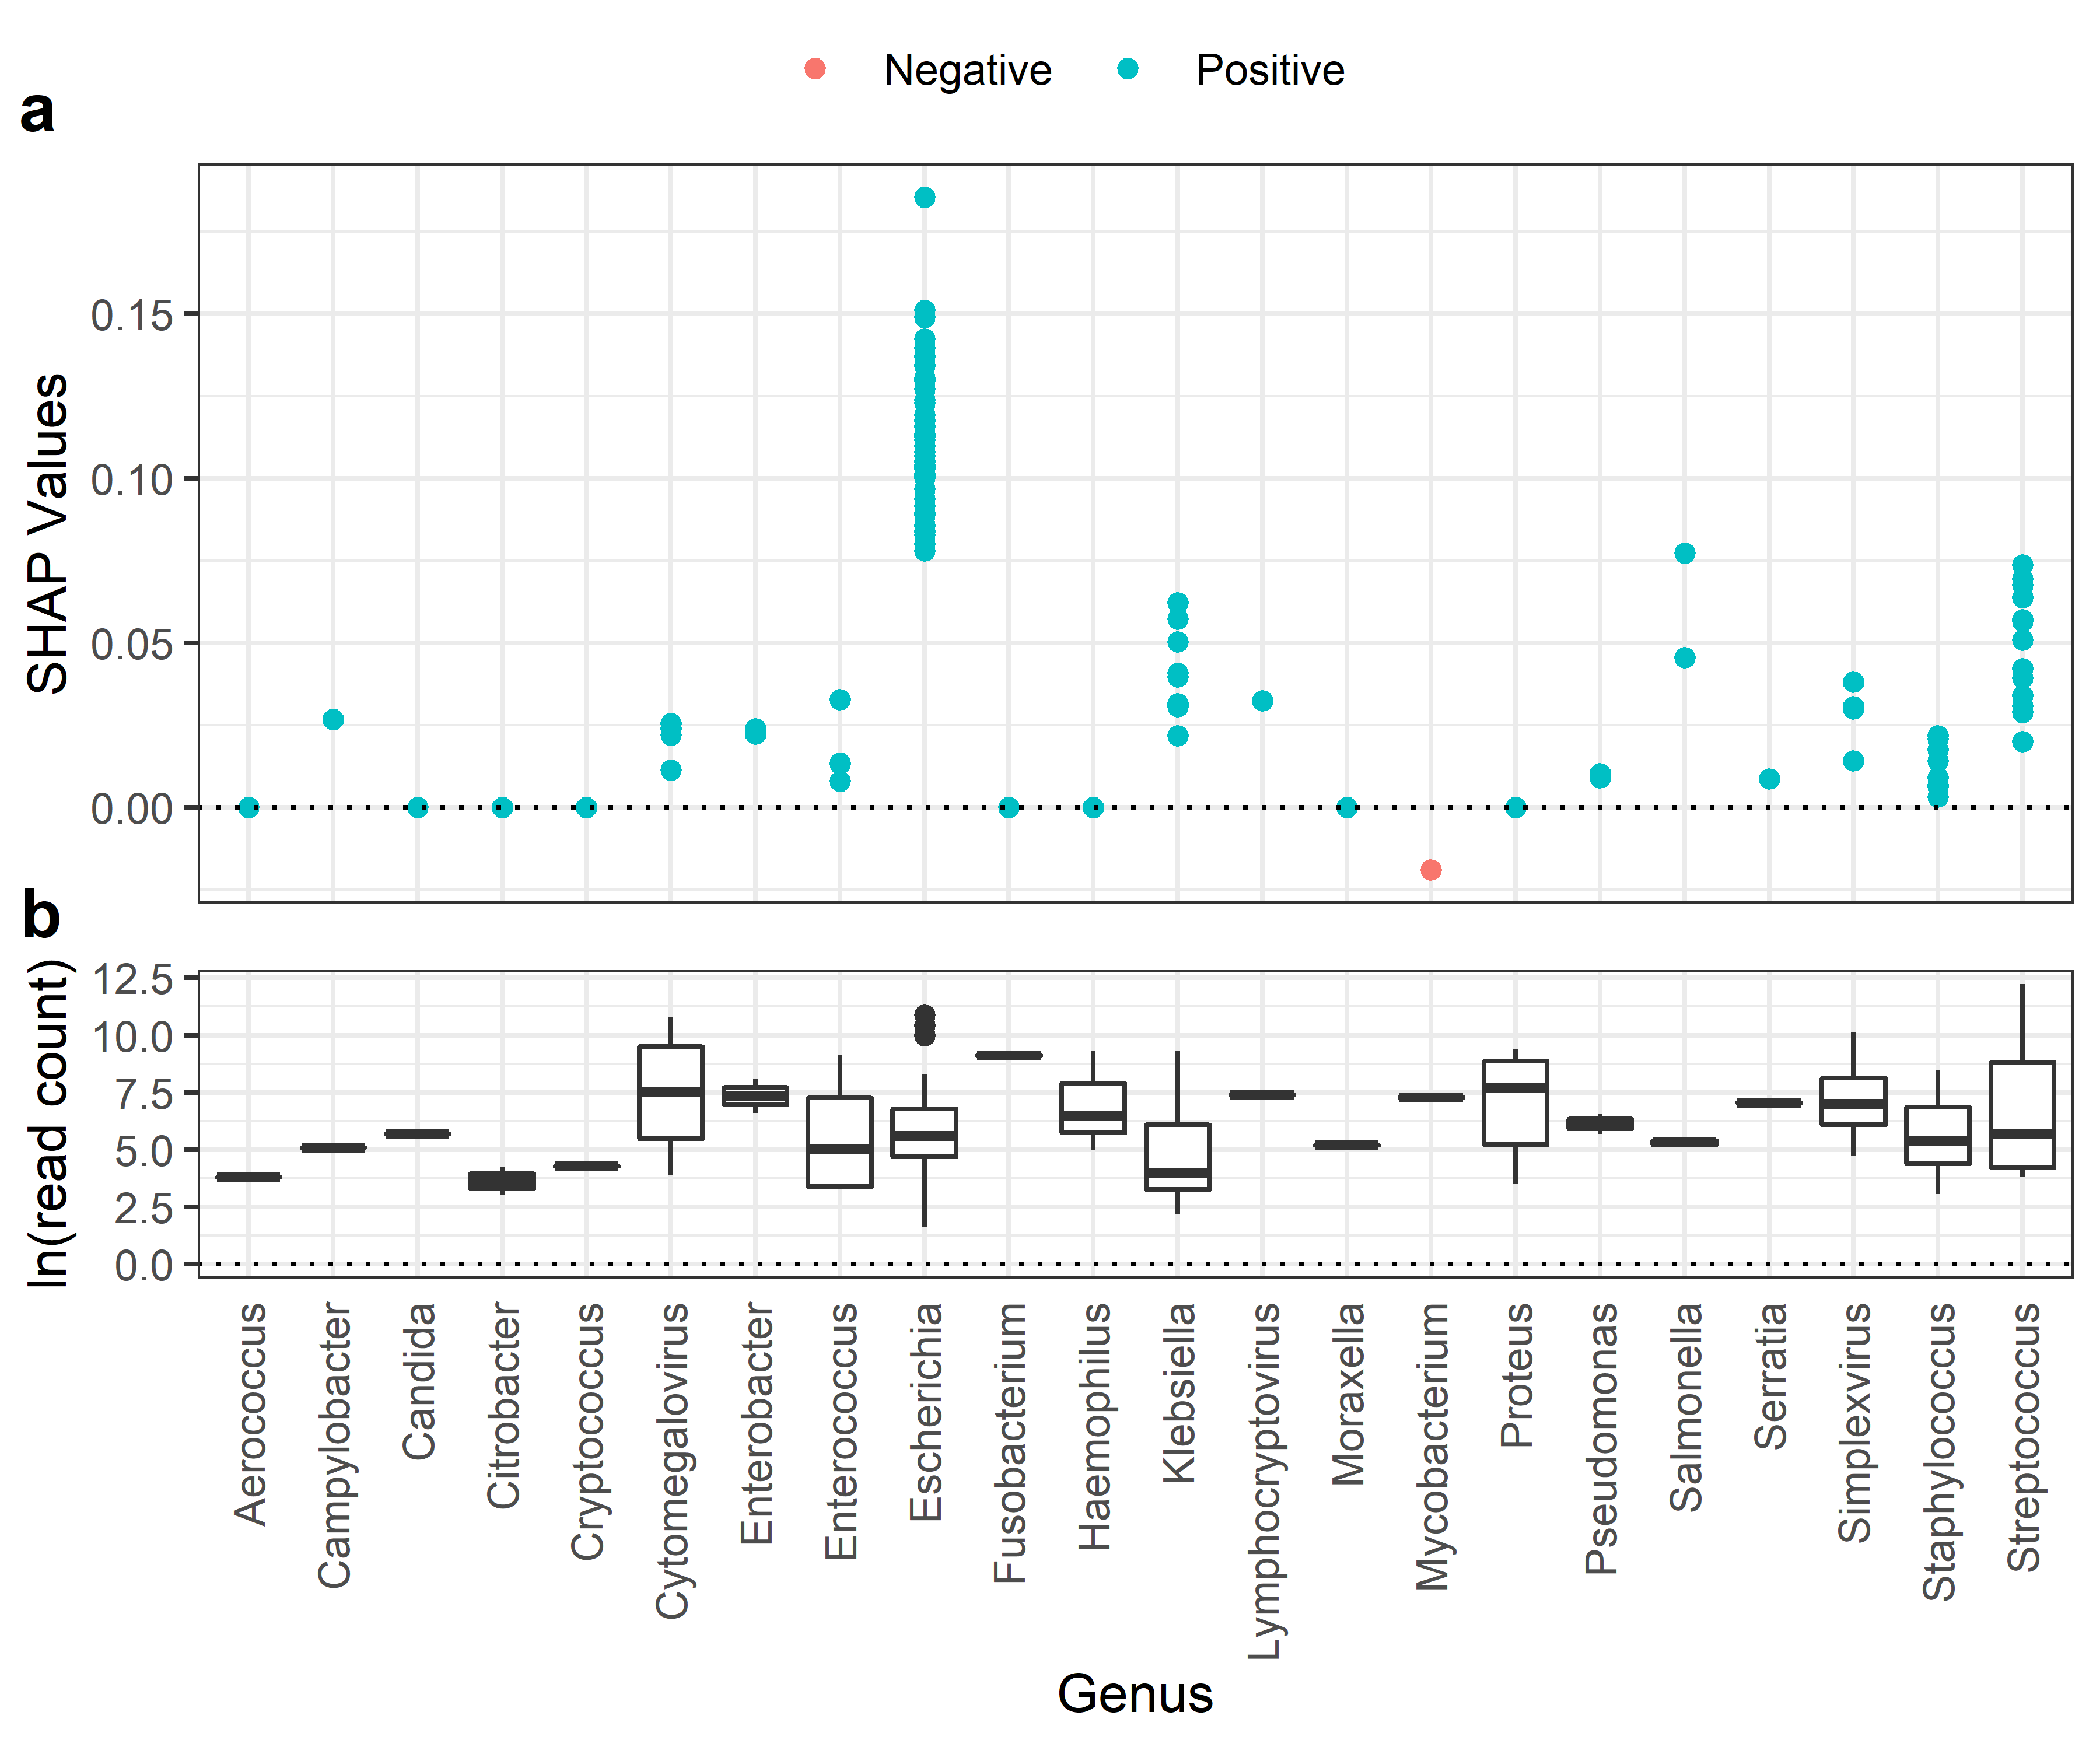 Negative Positive
a
SHAP Values
0.15
0.10
0.05
0.00
b
ln(read count)
12.5
10.0
7.5
5.0
2.5
0.0
Aerococcus
Campylobacter
Candida
Citrobacter
Cryptococcus
Cytomegalovirus
Enterobacter
Enterococcus
Escherichia
Fusobacterium
Haemophilus
Klebsiella
Lymphocryptovirus
Moraxella
Mycobacterium
Proteus
Pseudomonas
Salmonella
Serratia
Simplexvirus
Staphylococcus
Streptococcus
Genus